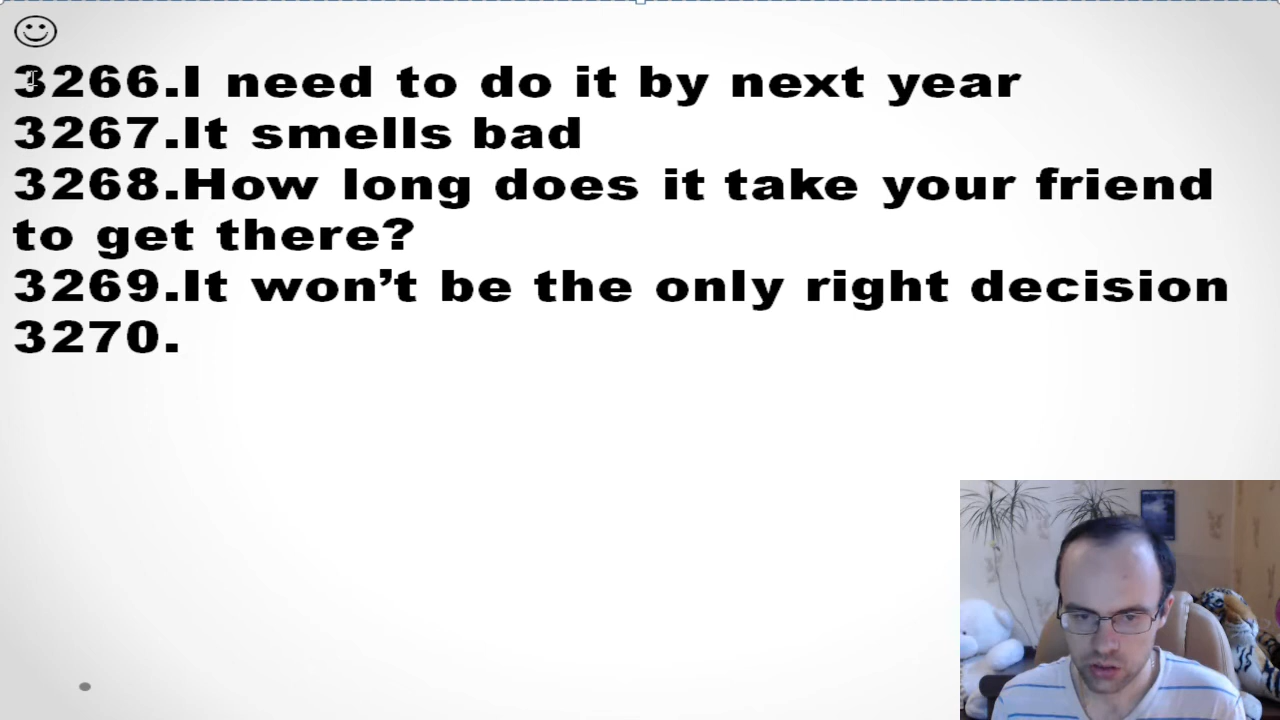 3266.I need to do it by next year
3267.It smells bad
3268.How long does it take your friend
to get there?
3269.It won’t be the only right decision
3270.